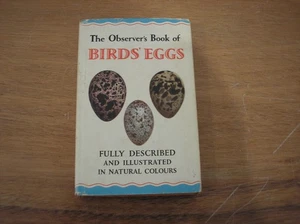 The Observer's Book of
BIRDS' EGGS
FULLY DESCRIBED
AND ILLUSTRATED
IN NATURAL COLOURS